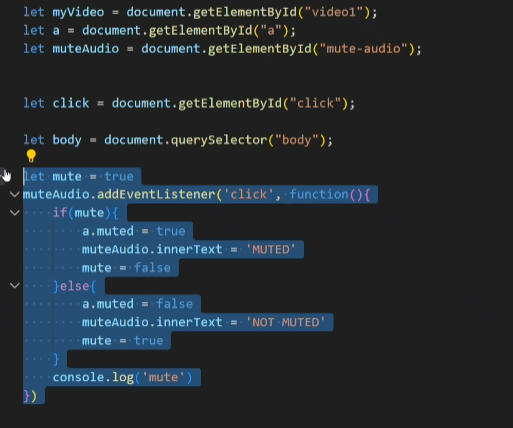 let myVideo = document.getElementById("video1");
let a = document.getElementById("a");
let muteAudio = document.getElementById("mute-audio");
let click = document.getElementById("click");
let body = document.querySelector("body");
let mute = true
muteAudio.addEventListener('click', function(){
if(mute){
a.muted = true
muteAudio.innerText = 'MUTED'
mute = false
}else{
a.muted = false
muteAudio.innerText = 'NOT MUTED'
mute = true
}
console.log('mute')
})